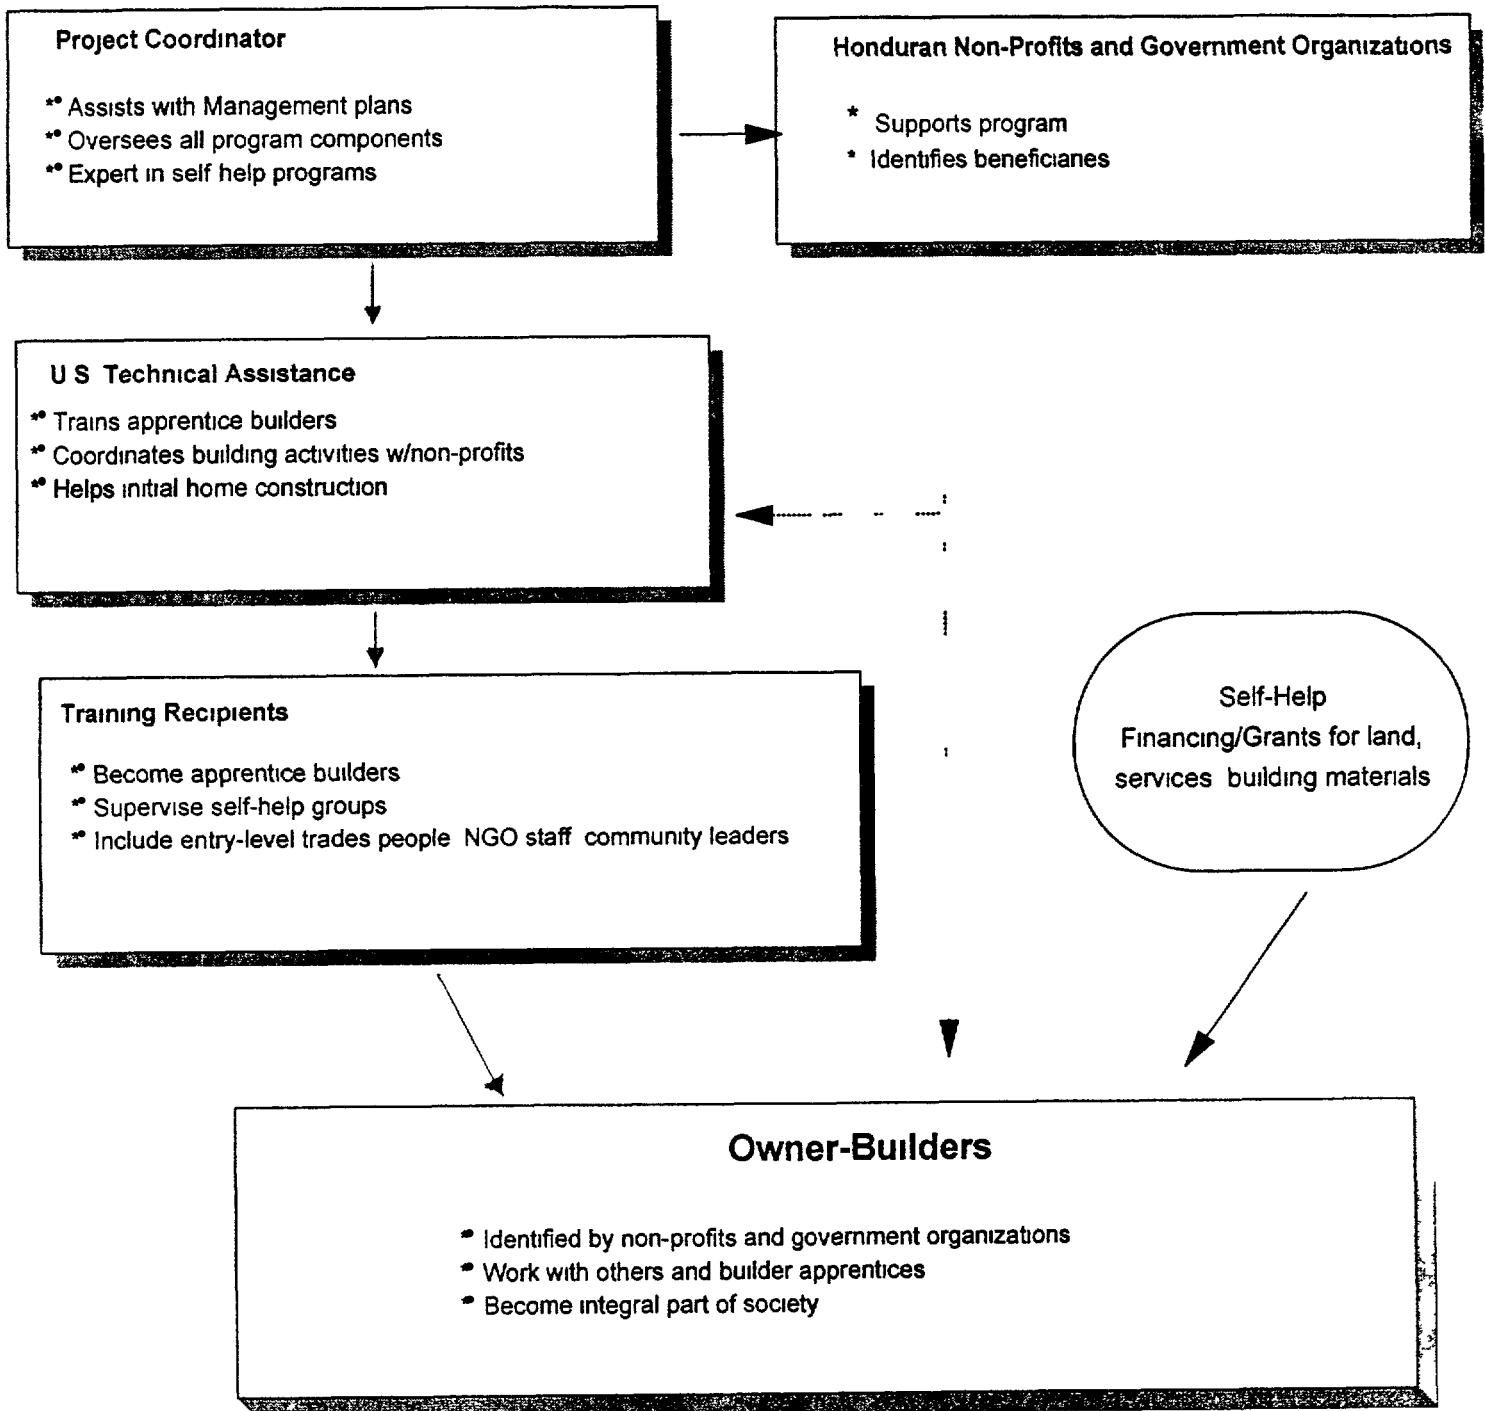 Project Coordinator
*• Assists with Management plans
*• Oversees all program components
*• Expert in self help programs
Honduran Non-Profits and Government Organizations
* Supports program
* Identifies beneficiaries
U S Technical Assistance
*• Trains apprentice builders
*• Coordinates building activities w/non-profits
*• Helps initial home construction
Training Recipients
*• Become apprentice builders
*• Supervise self-help groups
*• Include entry-level trades people NGO staff community leaders
Self-Help
Financing/Grants for land,
services building materials
Owner-Builders
*• Identified by non-profits and government organizations
*• Work with others and builder apprentices
*• Become integral part of society